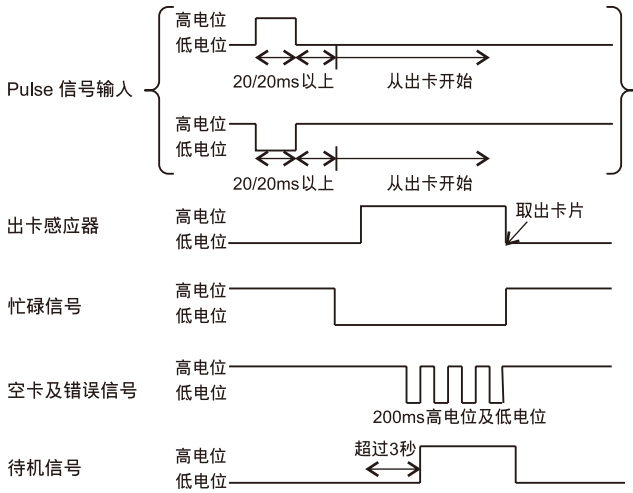 高电位
低电位
20/20ms以上
从出卡开始
Pulse 信号输入
高电位
低电位
20/20ms以上
从出卡开始
出卡感应器
高电位
低电位
取出卡片
忙碌信号
高电位
低电位
空卡及错误信号
高电位
低电位
200ms高电位及低电位
待机信号
高电位
低电位
超过3秒